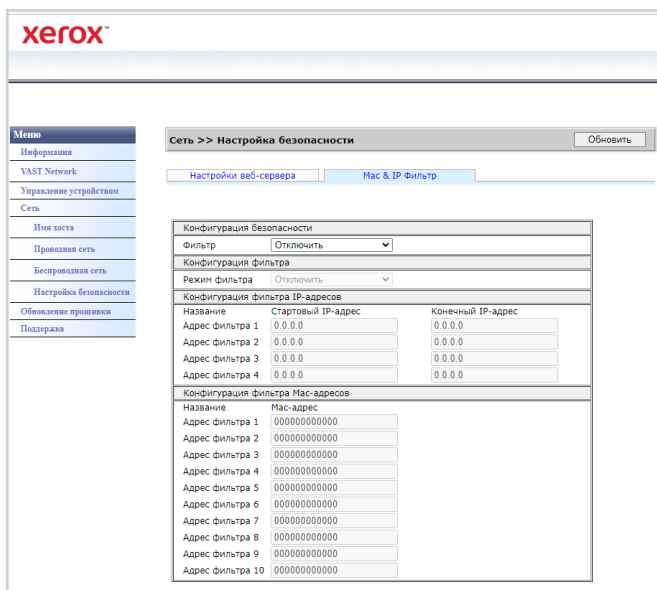 xerox™
Меню
Информация
VAST Network
Управление устройством
Сеть
Имя хоста
Проводная сеть
Беспроводная сеть
Настройка безопасности
Обновление прошивки
Поддержка
Сеть >> Настройка безопасности
Обновить
Настройки веб-сервера
Mac & IP Фильтр
Конфигурация безопасности
Фильтр Отключить
Конфигурация фильтра
Режим фильтра Отключить
Конфигурация фильтра IP-адресов
Название Стартовый IP-адрес Конечный IP-адрес
Адрес фильтра 1 0.0.0.0 0.0.0.0
Адрес фильтра 2 0.0.0.0 0.0.0.0
Адрес фильтра 3 0.0.0.0 0.0.0.0
Адрес фильтра 4 0.0.0.0 0.0.0.0
Конфигурация фильтра Mac-адресов
Название Mac-адрес
Адрес фильтра 1 000000000000
Адрес фильтра 2 000000000000
Адрес фильтра 3 000000000000
Адрес фильтра 4 000000000000
Адрес фильтра 5 000000000000
Адрес фильтра 6 000000000000
Адрес фильтра 7 000000000000
Адрес фильтра 8 000000000000
Адрес фильтра 9 000000000000
Адрес фильтра 10 000000000000